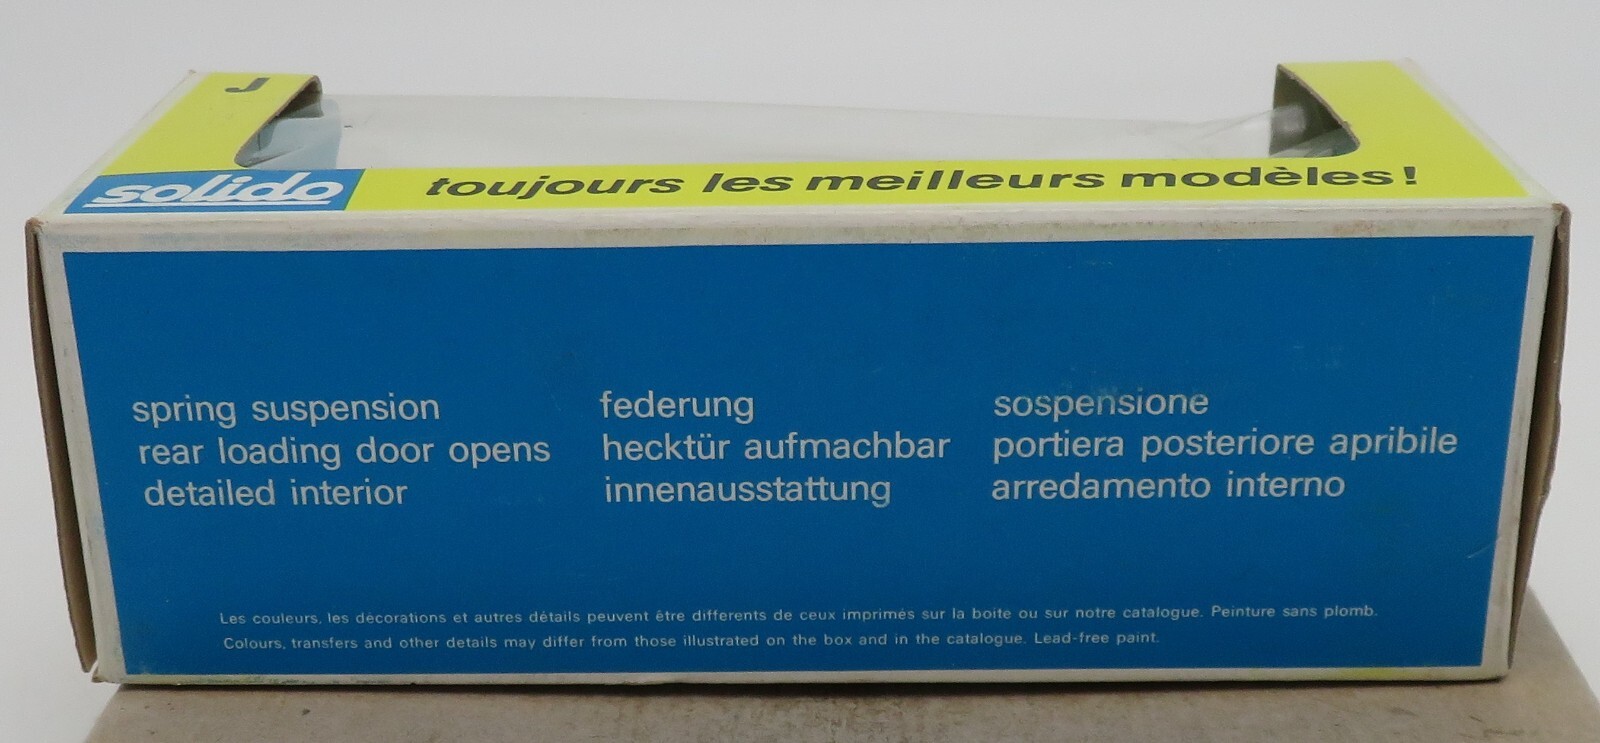 J
solido
toujours les meilleurs modèles!
spring suspension
rear loading door opens
detailed interior
federung
hecktür aufmachbar
innenausstattung
sospensione
portiera posteriore apribile
arredamento interno
Les couleurs, les décorations et autres détails peuvent être differents de ceux imprimés sur la boite ou sur notre catalogue. Peinture sans plomb.
Colours, transfers and other details may differ from those illustrated on the box and in the catalogue. Lead-free paint.